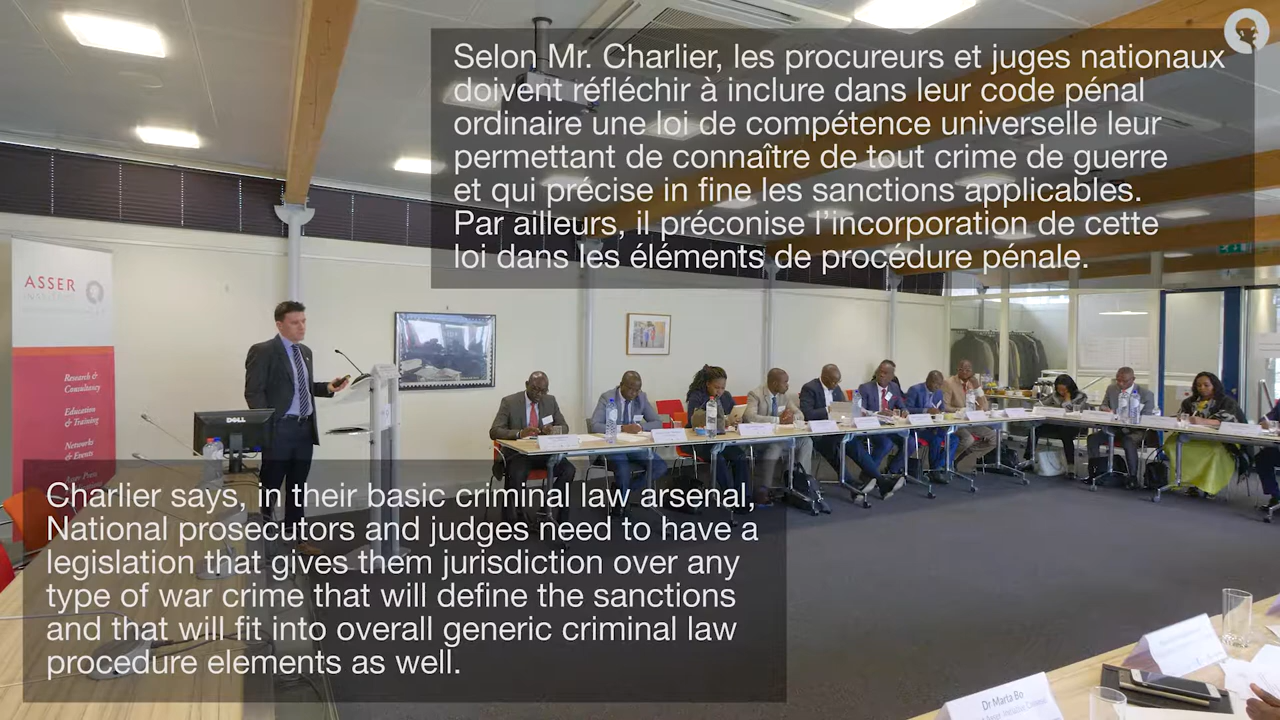 Selon Mr. Charlier, les procureurs et juges nationaux
doivent réfléchir à inclure dans leur code pénal
ordinaire une loi de compétence universelle leur
permettant de connaître de tout crime de guerre
et qui précise in fine les sanctions applicables.
Par ailleurs, il préconise l’incorporation de cette
loi dans les éléments de procédure pénale.
ASSER
INSTITUTE
Research &
Consultancy
Education
& Training
Networks
& Events
DELL
Charlier says, in their basic criminal law arsenal,
National prosecutors and judges need to have a
legislation that gives them jurisdiction over any
type of war crime that will define the sanctions
and that will fit into overall generic criminal law
procedure elements as well.
Dr Marta Bo